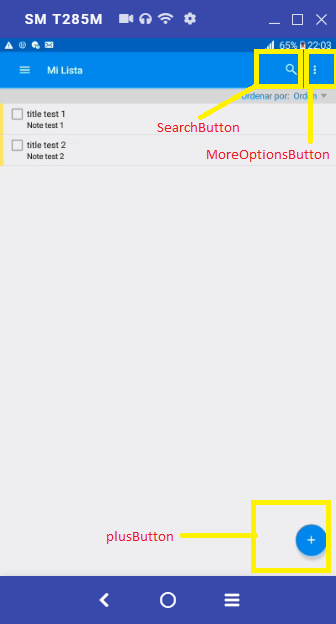 SM T285M
65% 22:03
Mi Lista
Ordenar por: Orden
SearchButton
title test 1
Note test 1
MoreOptionsButton
title test 2
Note test 2
plusButton